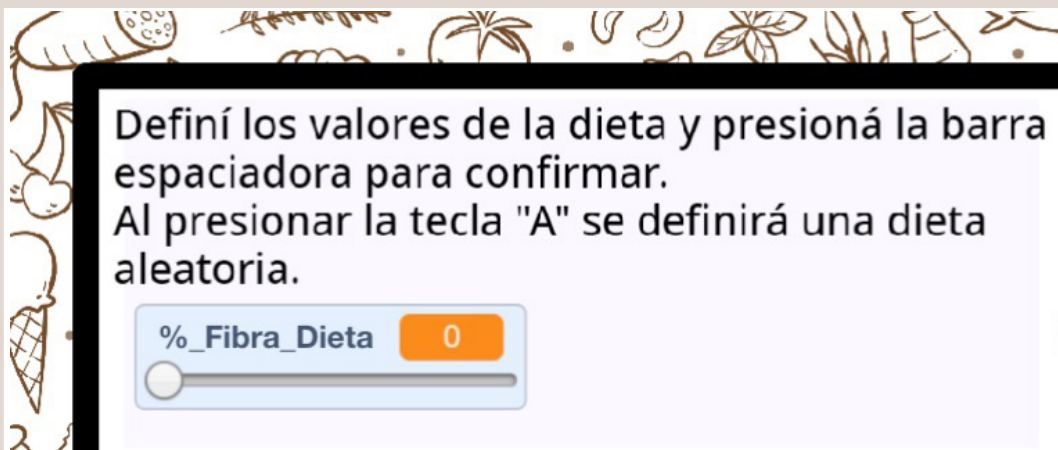 Definí los valores de la dieta y presioná la barra
espaciadora para confirmar.
Al presionar la tecla "A" se definirá una dieta
aleatoria.
%_Fibra_Dieta 0